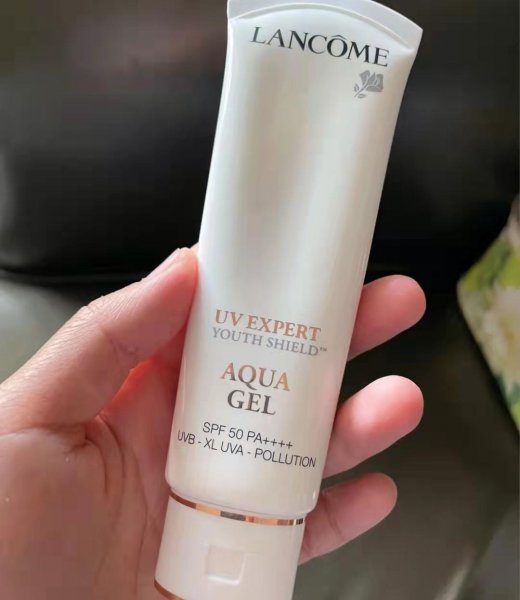 LANCÔME
UV EXPERT
YOUTH SHIELD™
AQUA
GEL
SPF 50 PA++++
UVB - XL UVA - POLLUTION